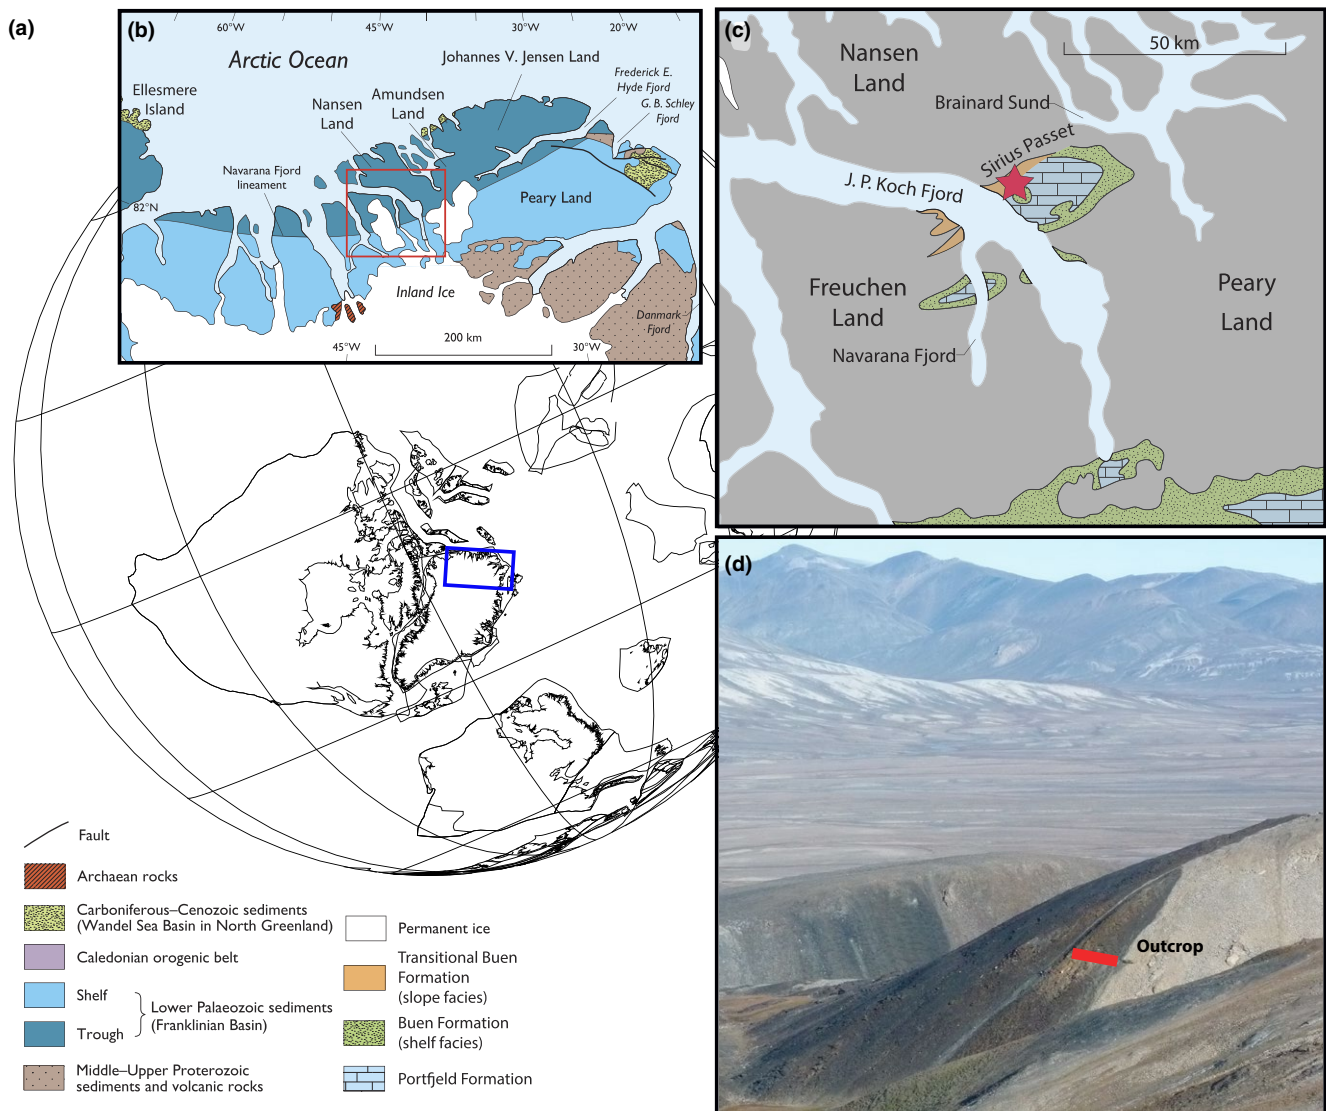 (a)
(b)
60°W
45°W
30°W
20°W
Arctic Ocean
Johannes V. Jensen Land
Ellesmere
Island
Nansen
Land
Amundsen
Land
Frederick E.
Hyde Fjord
G. B. Schley
Fjord
Navarana Fjord
lineament
82°N
Peary Land
Inland Ice
Danmark
Fjord
200 km
45°W
30°W
(c)
50 km
Nansen
Land
Brainard Sund
Sirius Passet
J. P. Koch Fjord
Freuchen
Land
Peary
Land
Navarana Fjord
(d)
Outcrop
Fault
Archaean rocks
Carboniferous–Cenozoic sediments
(Wandel Sea Basin in North Greenland)
Caledonian orogenic belt
Shelf
Trough
Lower Palaeozoic sediments
(Franklinian Basin)
Middle–Upper Proterozoic
sediments and volcanic rocks
Permanent ice
Transitional Buen
Formation
(slope facies)
Buen Formation
(shelf facies)
Portfjeld Formation